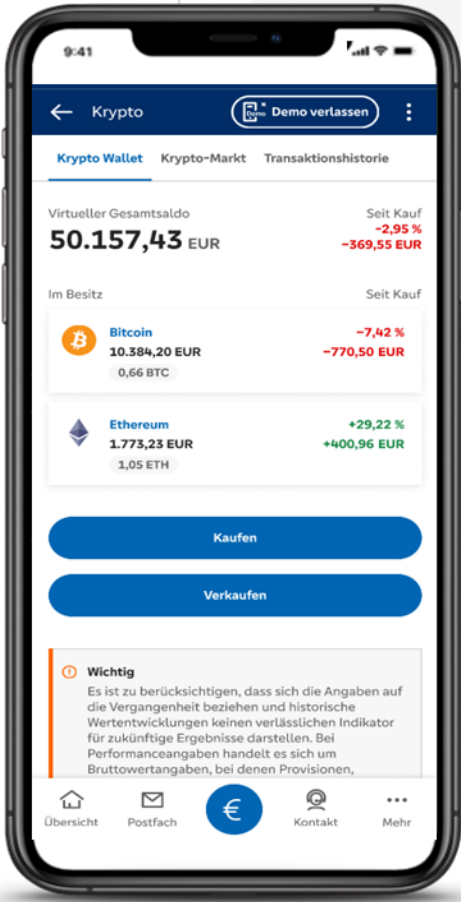 9:41
Krypto
Demo
Demo verlassen
Krypto Wallet Krypto-Markt Transaktionshistorie
Virtueller Gesamtsaldo
Seit Kauf
50.157,43 EUR
-2,95 %
-369,55 EUR
Im Besitz
Seit Kauf
Bitcoin
-7,42 %
10.384,20 EUR
-770,50 EUR
0,66 BTC
Ethereum
+29,22 %
1.773,23 EUR
+400,96 EUR
1,05 ETH
Kaufen
Verkaufen
Wichtig
Es ist zu berücksichtigen, dass sich die Angaben auf
die Vergangenheit beziehen und historische
Wertentwicklungen keinen verlässlichen Indikator
für zukünftige Ergebnisse darstellen. Bei
Performanceangaben handelt es sich um
Bruttowertangaben, bei denen Provisionen,
Übersicht Postfach € Kontakt Mehr